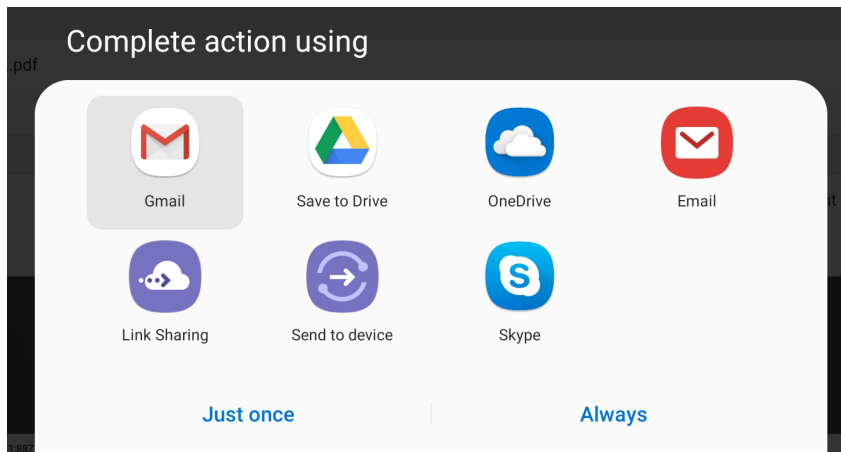 Complete action using
.pdf
Gmail
Save to Drive
OneDrive
Email
Link Sharing
Send to device
S
Skype
Just once
Always